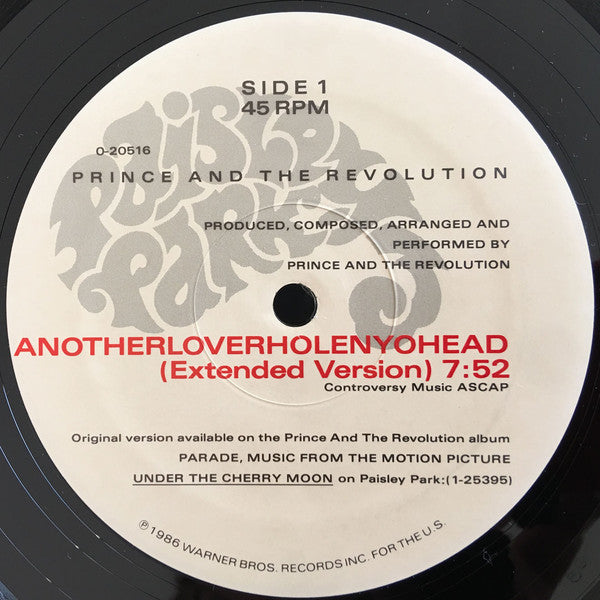 SIDE 1
45 RPM
0-20516
PAISLEY
PARK
PRINCE AND THE REVOLUTION
PRODUCED, COMPOSED, ARRANGED AND
PERFORMED BY
PRINCE AND THE REVOLUTION
ANOTHERLOVERHOLENYOHEAD
(Extended Version) 7:52
Controversy Music ASCAP
Original version available on the Prince And The Revolution album
PARADE, MUSIC FROM THE MOTION PICTURE
UNDER THE CHERRY MOON on Paisley Park:(1-25395)
℗1986 WARNER BROS. RECORDS INC. FOR THE U.S.